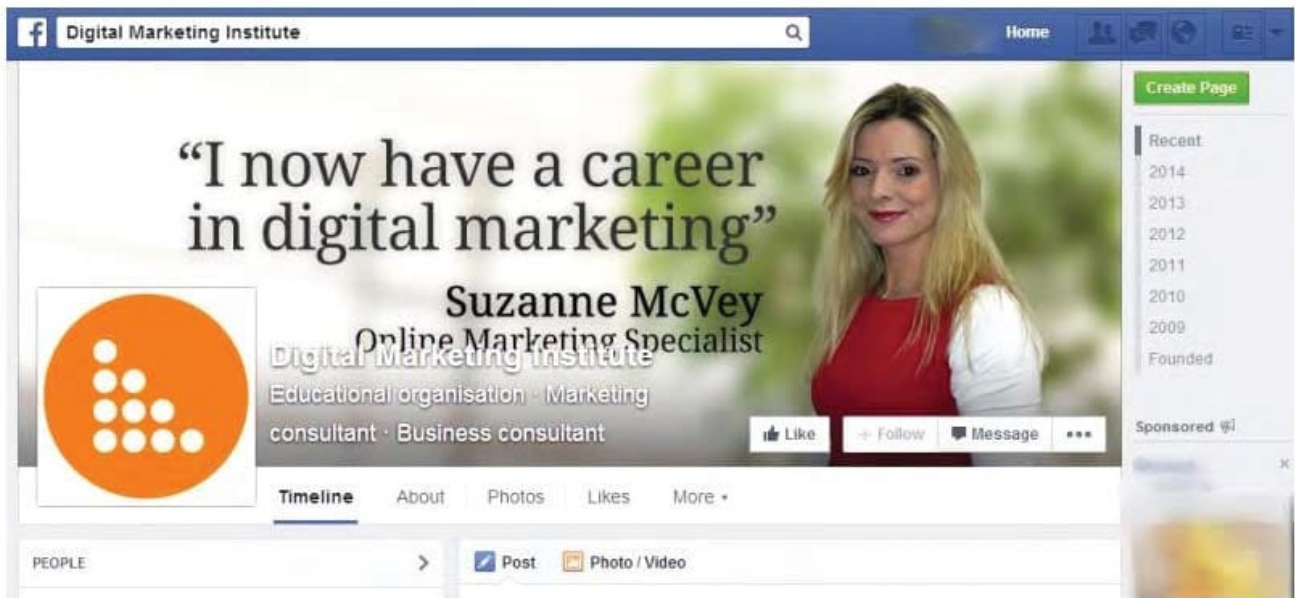 Digital Marketing Institute
Home
Create Page
“I now have a career
in digital marketing”
Suzanne McVey
Online Marketing Specialist
Digital Marketing Institute
Educational organisation · Marketing
consultant · Business consultant
Like
+ Follow
Message
Recent
2014
2013
2012
2011
2010
2009
Founded
Sponsored
Timeline
About
Photos
Likes
More
PEOPLE
Post
Photo / Video